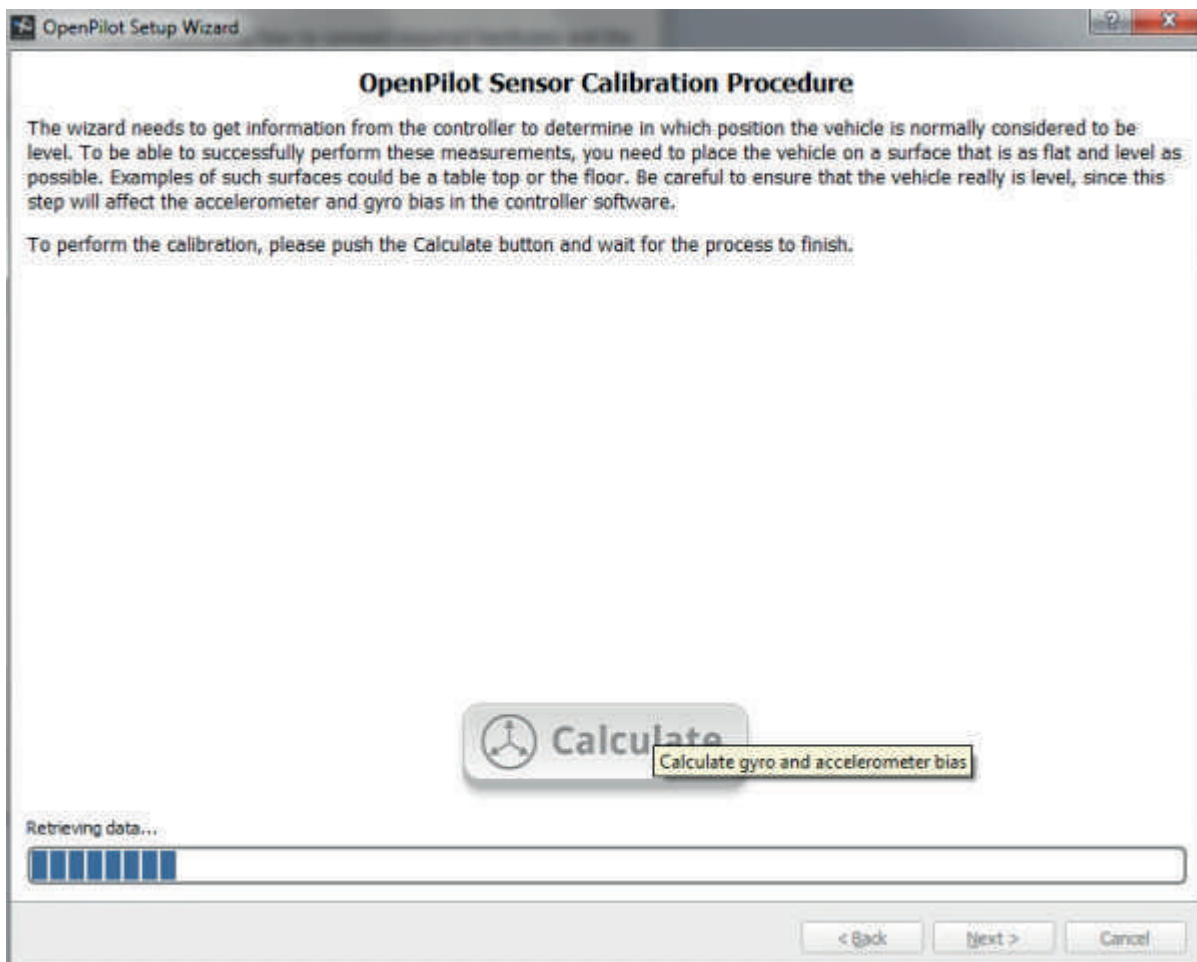 OpenPilot Setup Wizard
OpenPilot Sensor Calibration Procedure
The wizard needs to get information from the controller to determine in which position the vehicle is normally considered to be
level. To be able to successfully perform these measurements, you need to place the vehicle on a surface that is as flat and level as
possible. Examples of such surfaces could be a table top or the floor. Be careful to ensure that the vehicle really is level, since this
step will affect the accelerometer and gyro bias in the controller software.
To perform the calibration, please push the Calculate button and wait for the process to finish.
Calculate
Calculate gyro and accelerometer bias
Retrieving data...
< Back Next > Cancel